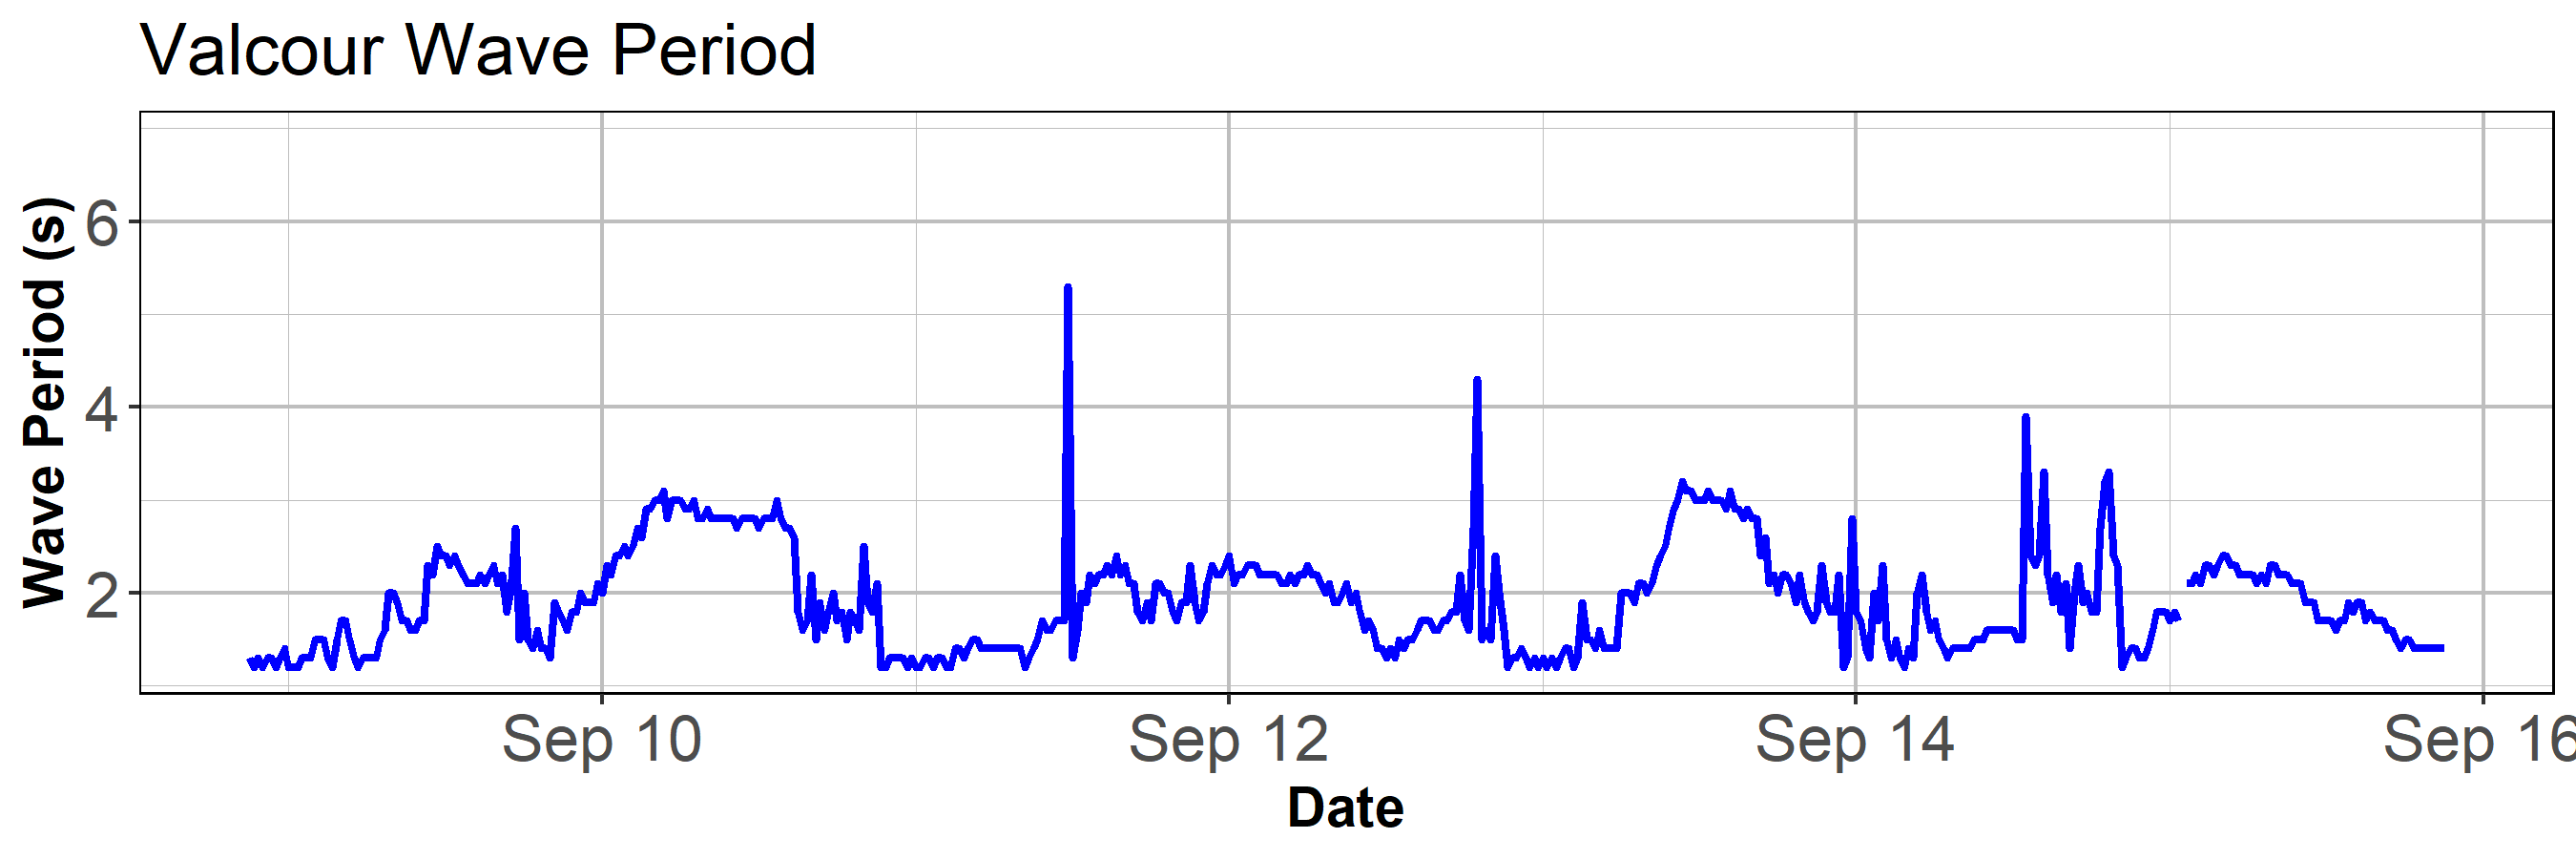 Valcour Wave Period
Wave Period (s)
6
4
2
Sep 10 Sep 12 Sep 14 Sep 16
Date